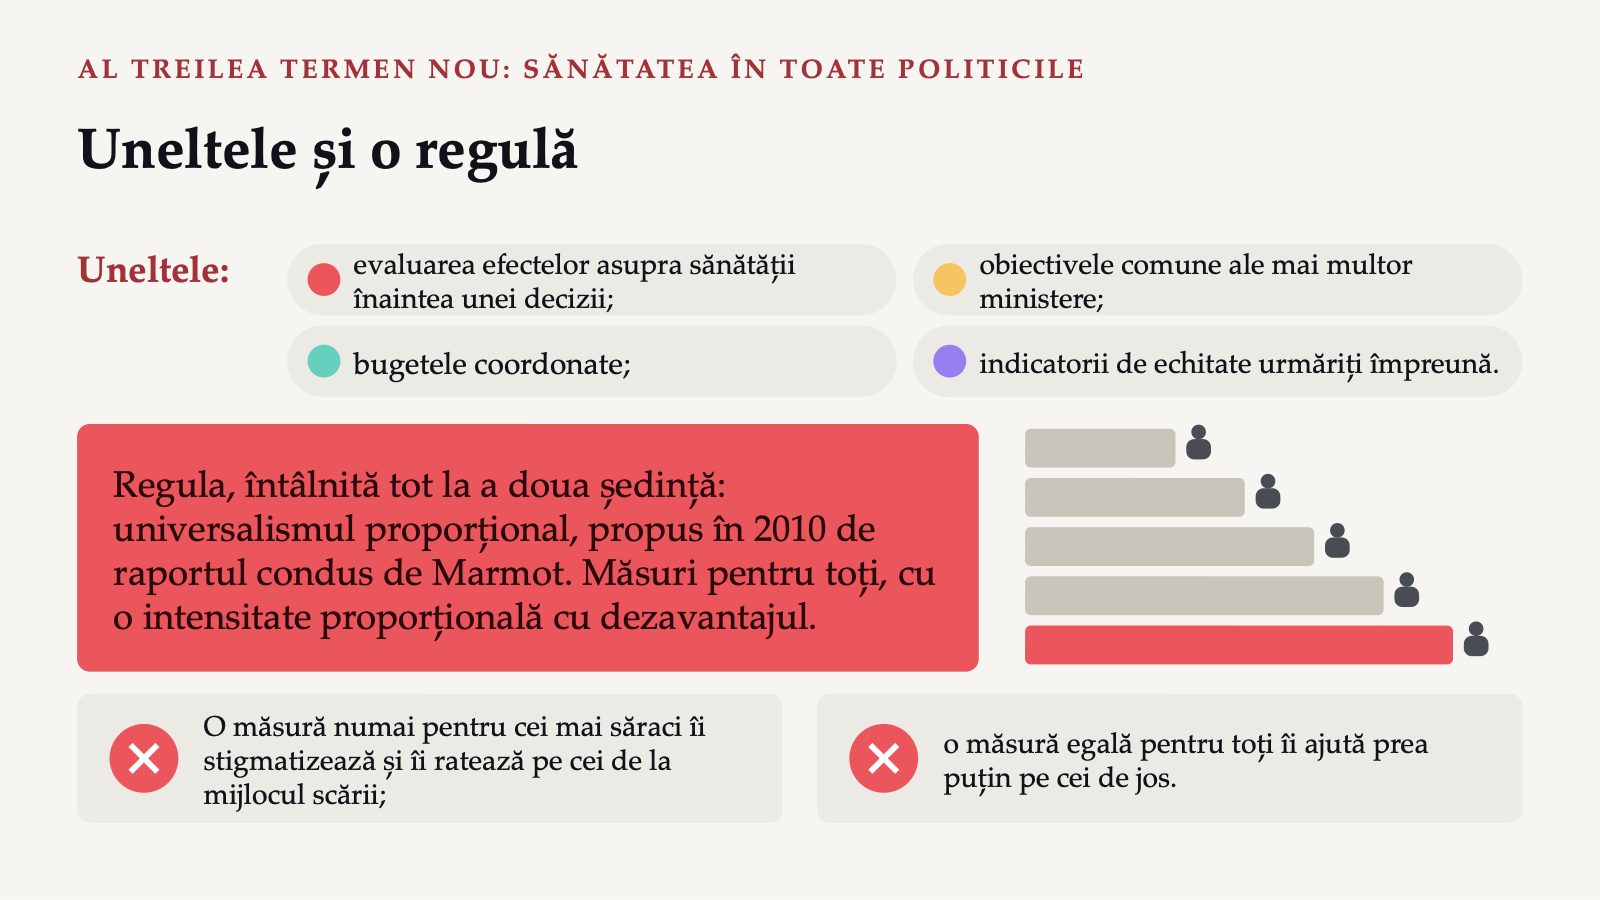 AL TREILEA TERMEN NOU: SĂNĂTATEA ÎN TOATE POLITICILE
Uneltele și o regulă
Uneltele:
evaluarea efectelor asupra sănătății
înaintea unei decizii;
obiectivele comune ale mai multor
ministere;
bugetele coordonate;
indicatorii de echitate urmăriți împreună.
Regula, întâlnită tot la a doua ședință:
universalismul proporțional, propus în 2010 de
raportul condus de Marmot. Măsuri pentru toți, cu
o intensitate proporțională cu dezavantajul.
O măsură numai pentru cei mai săraci îi
stigmatizează și îi ratează pe cei de la
mijlocul scării;
o măsură egală pentru toți îi ajută prea
puțin pe cei de jos.